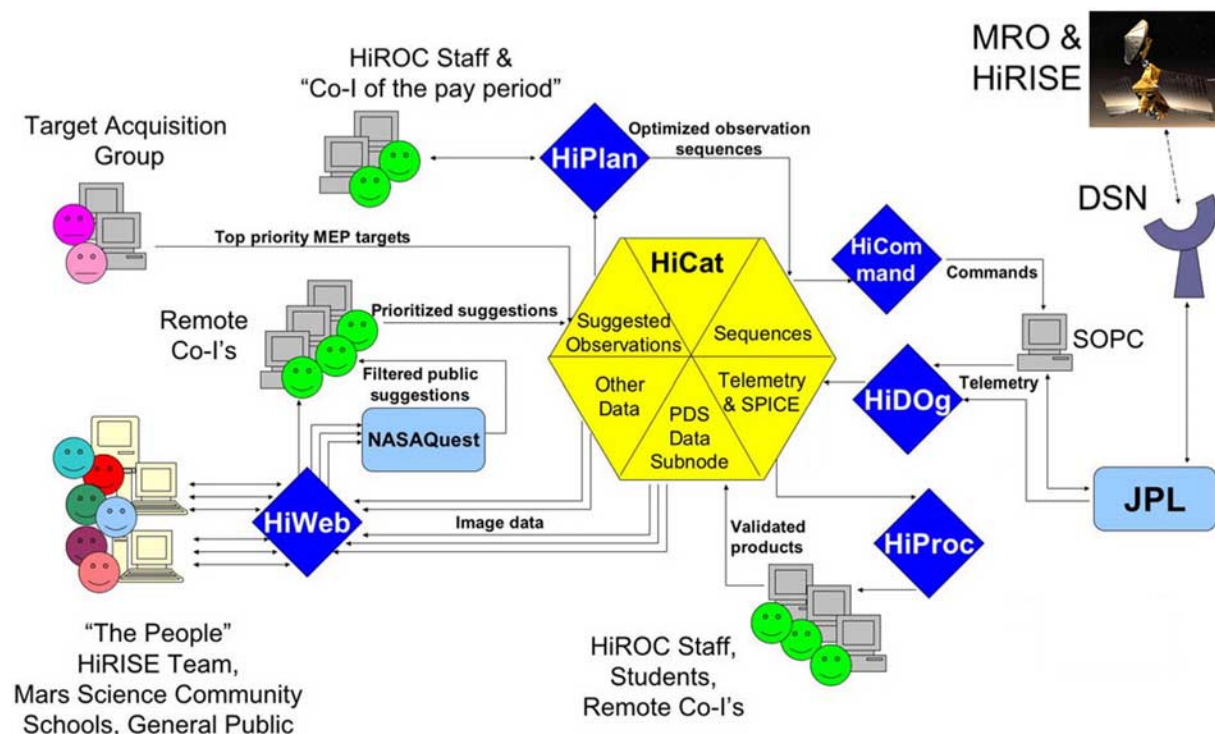 MRO &
HiRISE
HiROC Staff &
“Co-I of the pay period”
Target Acquisition
Group
HiPlan
Optimized observation
sequences
DSN
Top priority MEP targets
HiCat
HiCom
mand
Commands
Remote
Co-I's
Prioritized suggestions
Suggested
Observations
Sequences
SOPC
Filtered public
suggestions
Other
Data
Telemetry
& SPICE
HiDOg
Telemetry
NASAQuest
PDS
Data
Subnode
JPL
HiWeb
Image data
Validated
products
HiProc
“The People”
HiRISE Team,
Mars Science Community
Schools, General Public
HiROC Staff,
Students,
Remote Co-I's